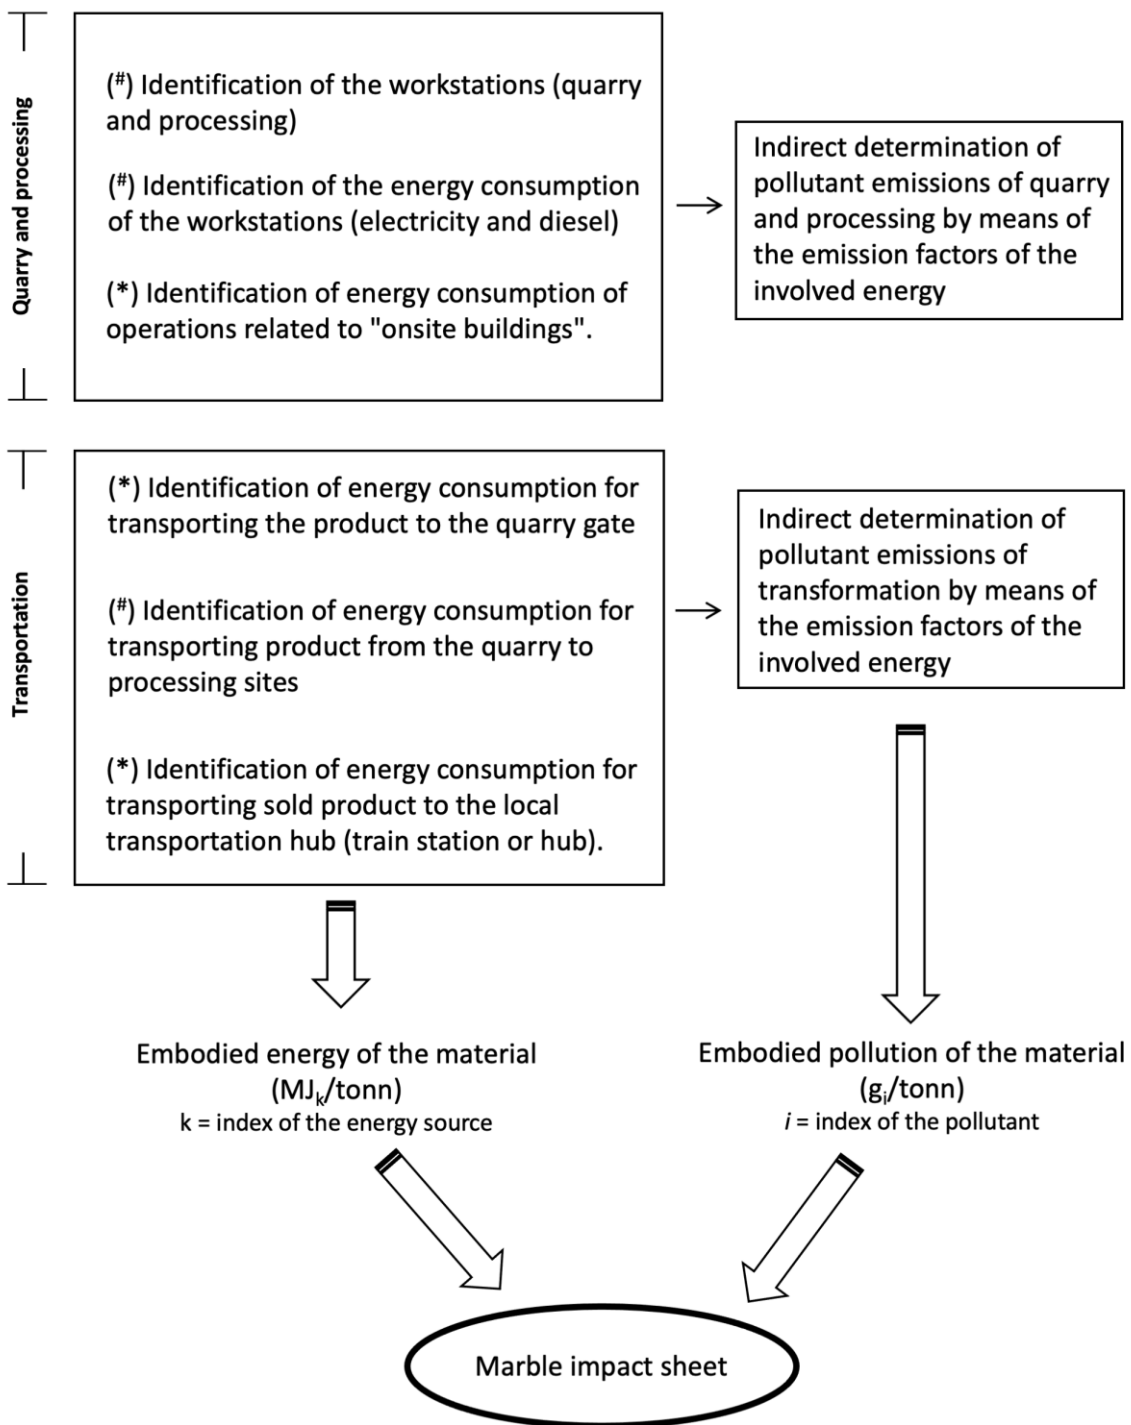 Quarry and processing
(#) Identification of the workstations (quarry
and processing)
(#) Identification of the energy consumption
of the workstations (electricity and diesel)
(*) Identification of energy consumption of
operations related to "onsite buildings".
Indirect determination of
pollutant emissions of quarry
and processing by means of
the emission factors of the
involved energy
Transportation
(*) Identification of energy consumption for
transporting the product to the quarry gate
(#) Identification of energy consumption for
transporting product from the quarry to
processing sites
(*) Identification of energy consumption for
transporting sold product to the local
transportation hub (train station or hub).
Indirect determination of
pollutant emissions of
transformation by means of
the emission factors of the
involved energy
Embodied energy of the material
(MJk/tonn)
k = index of the energy source
Embodied pollution of the material
(gi/tonn)
i = index of the pollutant
Marble impact sheet